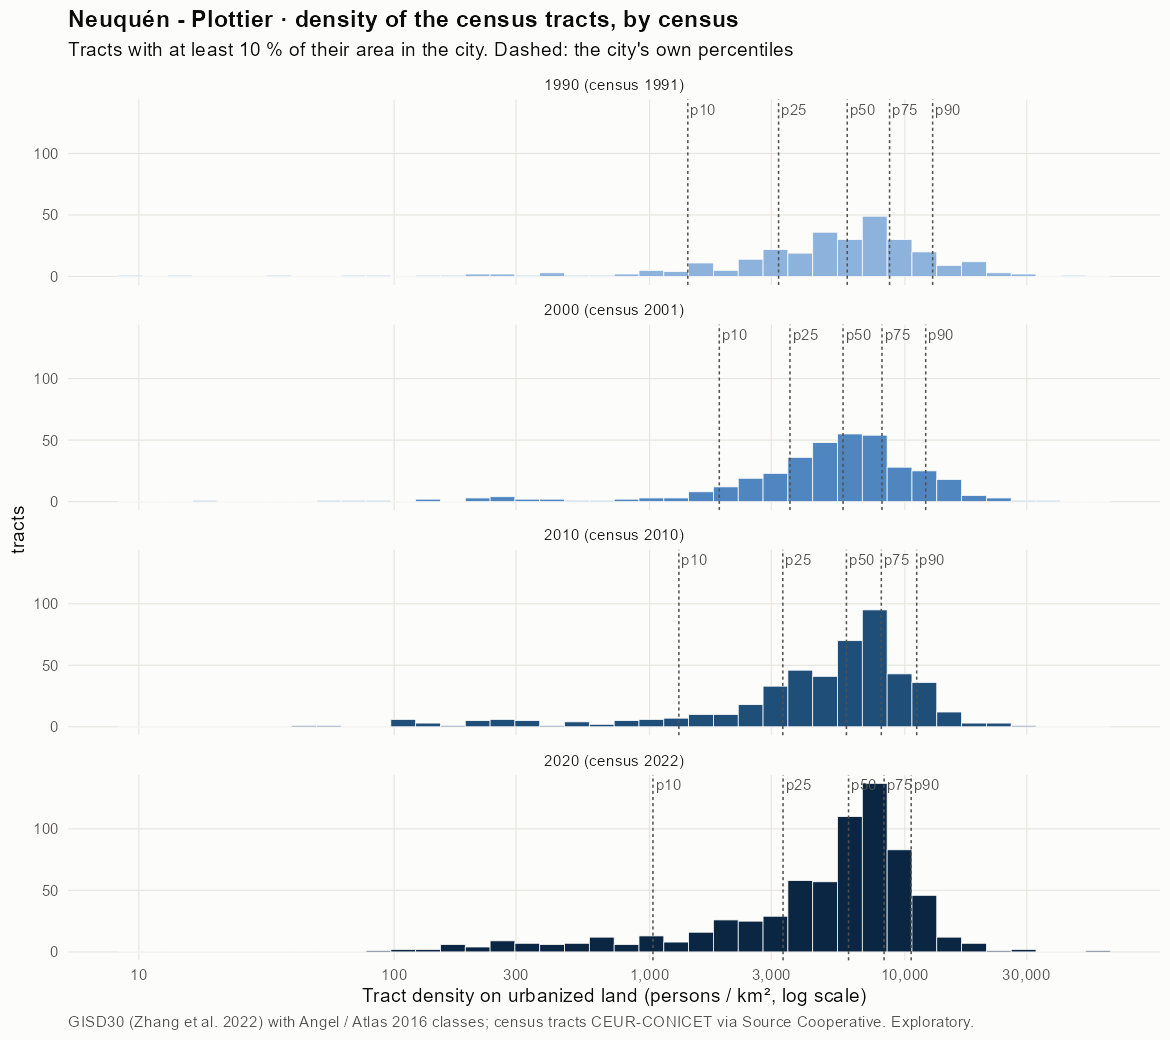 Neuquén - Plottier · density of the census tracts, by census
Tracts with at least 10 % of their area in the city. Dashed: the city's own percentiles
1990 (census 1991)
p10 p25 p50 p75 p90
100
50
0
2000 (census 2001)
p10 p25 p50 p75 p90
100
50
0
tracts
2010 (census 2010)
p10 p25 p50 p75 p90
100
50
0
2020 (census 2022)
p10 p25 p50 p75 p90
100
50
0
10 100 300 1,000 3,000 10,000 30,000
Tract density on urbanized land (persons / km², log scale)
GISD30 (Zhang et al. 2022) with Angel / Atlas 2016 classes; census tracts CEUR-CONICET via Source Cooperative. Exploratory.